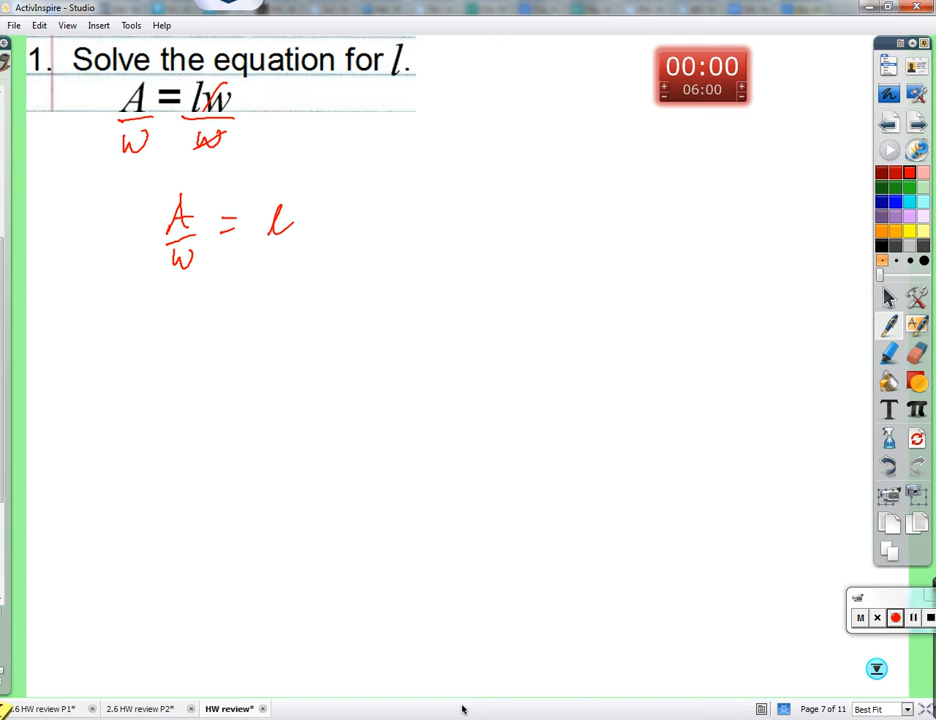 ActivInspire - Studio
File Edit View Insert Tools Help
1. Solve the equation for l.
A = lw
w w
A/w = l
00:00
06:00
M
2.6 HW review P1*
2.6 HW review P2*
HW review*
Page 7 of 11
Best Fit